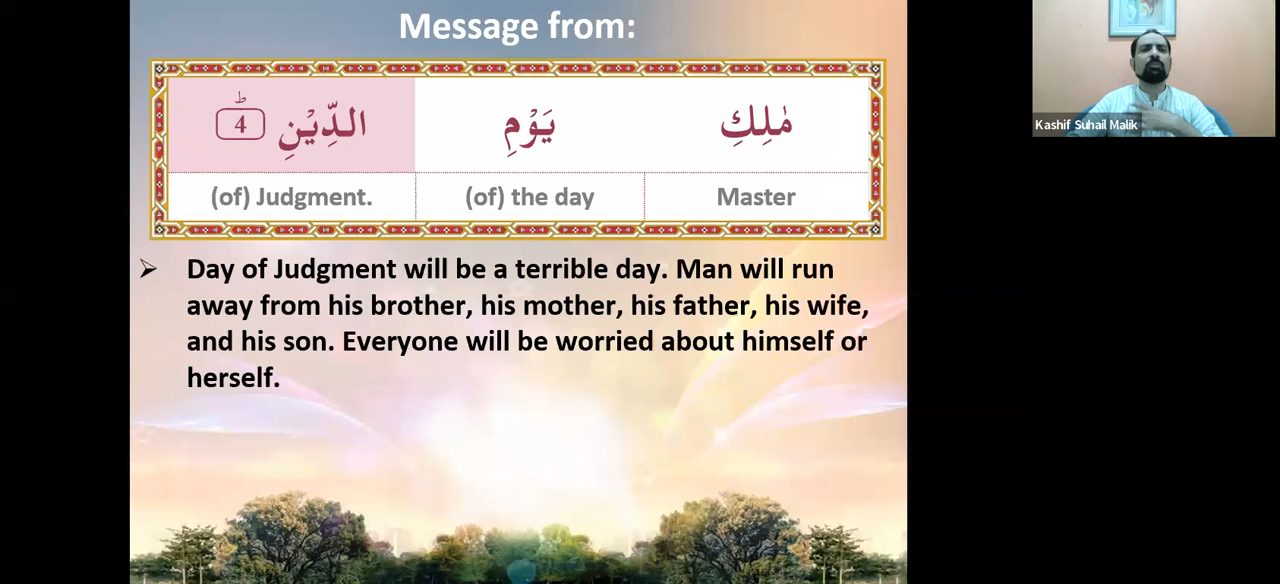 Message from:
مٰلِكِ يَوْمِ الدِّيْنِ ؕ 4
Master (of) the day (of) Judgment.
➢ Day of Judgment will be a terrible day. Man will run
away from his brother, his mother, his father, his wife,
and his son. Everyone will be worried about himself or
herself.
Kashif Suhail Malik